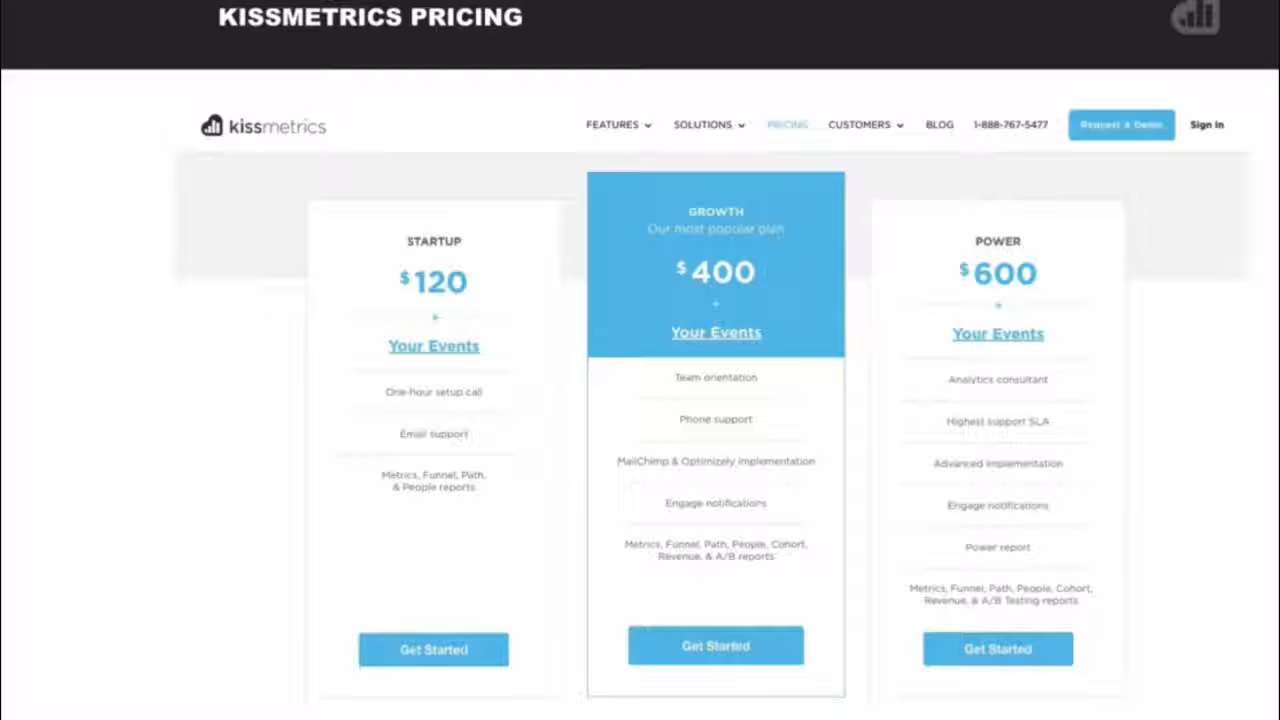 KISSMETRICS PRICING
kissmetrics
FEATURES
SOLUTIONS
PRICING
CUSTOMERS
BLOG
1-888-767-5477
Request A Demo
Sign In
STARTUP
$120
+
Your Events
One-hour setup call
Email support
Metrics, Funnel, Path,
& People reports
Get Started
GROWTH
Our most popular plan
$400
+
Your Events
Team orientation
Phone support
MailChimp & Optimizely implementation
Engage notifications
Metrics, Funnel, Path, People, Cohort,
Revenue, & A/B reports
Get Started
POWER
$600
+
Your Events
Analytics consultant
Highest support SLA
Advanced implementation
Engage notifications
Power report
Metrics, Funnel, Path, People, Cohort,
Revenue, & A/B Testing reports
Get Started